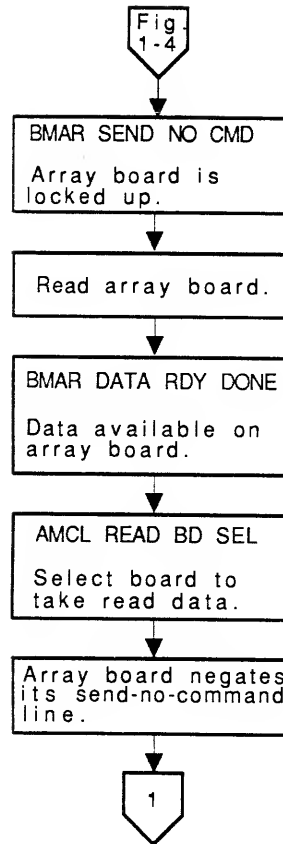 Fig.
1-4
BMAR SEND NO CMD
Array board is
locked up.
Read array board.
BMAR DATA RDY DONE
Data available on
array board.
AMCL READ BD SEL
Select board to
take read data.
Array board negates
its send-no-command
line.
1